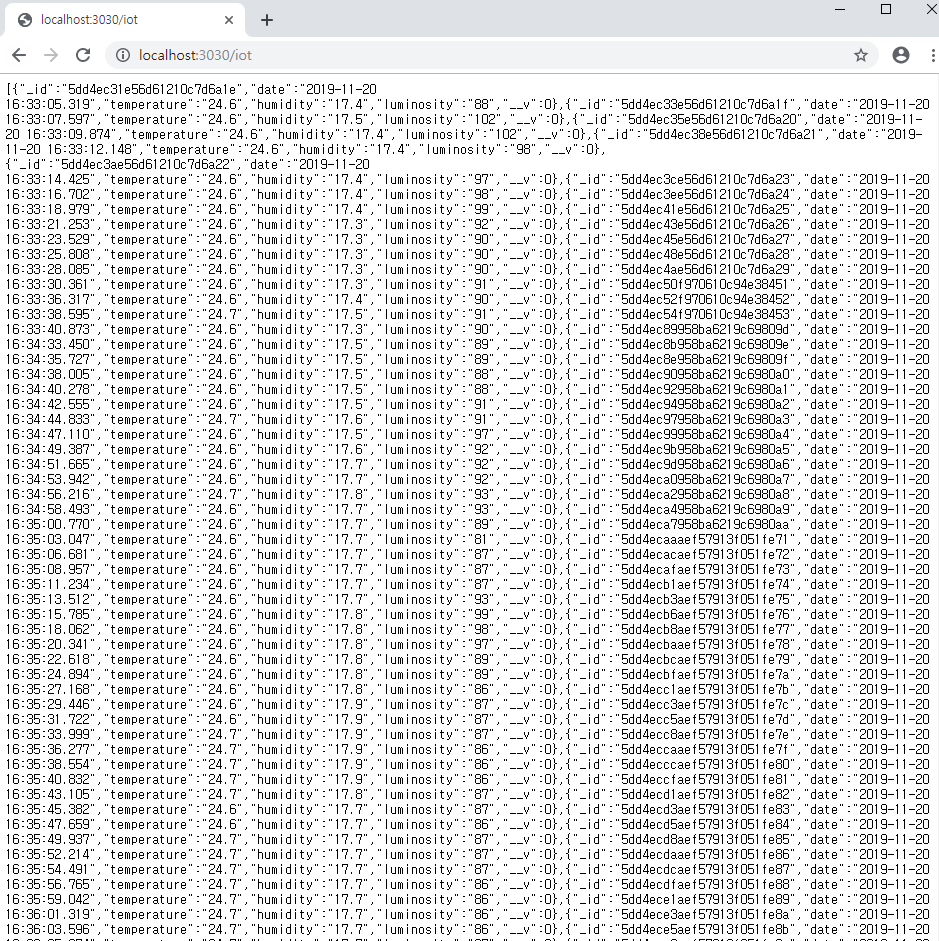 localhost:3030/iot
localhost:3030/iot
[{"_id":"5dd4ec31e56d61210c7d6a1e","date":"2019-11-20
16:33:05.319","temperature":"24.6","humidity":"17.4","luminosity":"88","__v":0},{"_id":"5dd4ec33e56d61210c7d6a1f","date":"2019-11-20
16:33:07.597","temperature":"24.6","humidity":"17.5","luminosity":"102","__v":0},{"_id":"5dd4ec35e56d61210c7d6a20","date":"2019-11-
20 16:33:09.874","temperature":"24.6","humidity":"17.4","luminosity":"102","__v":0},{"_id":"5dd4ec38e56d61210c7d6a21","date":"2019-
11-20 16:33:12.148","temperature":"24.6","humidity":"17.4","luminosity":"98","__v":0},
{"_id":"5dd4ec3ae56d61210c7d6a22","date":"2019-11-20
16:33:14.425","temperature":"24.6","humidity":"17.4","luminosity":"97","__v":0},{"_id":"5dd4ec3ce56d61210c7d6a23","date":"2019-11-20
16:33:16.702","temperature":"24.6","humidity":"17.4","luminosity":"98","__v":0},{"_id":"5dd4ec3ee56d61210c7d6a24","date":"2019-11-20
16:33:18.979","temperature":"24.6","humidity":"17.4","luminosity":"99","__v":0},{"_id":"5dd4ec41e56d61210c7d6a25","date":"2019-11-20
16:33:21.253","temperature":"24.6","humidity":"17.3","luminosity":"92","__v":0},{"_id":"5dd4ec43e56d61210c7d6a26","date":"2019-11-20
16:33:23.529","temperature":"24.6","humidity":"17.3","luminosity":"90","__v":0},{"_id":"5dd4ec45e56d61210c7d6a27","date":"2019-11-20
16:33:25.808","temperature":"24.6","humidity":"17.3","luminosity":"90","__v":0},{"_id":"5dd4ec48e56d61210c7d6a28","date":"2019-11-20
16:33:28.085","temperature":"24.6","humidity":"17.4","luminosity":"90","__v":0},{"_id":"5dd4ec4ae56d61210c7d6a29","date":"2019-11-20
16:33:30.361","temperature":"24.6","humidity":"17.3","luminosity":"91","__v":0},{"_id":"5dd4ec50f970610c94e38451","date":"2019-11-20
16:33:36.317","temperature":"24.6","humidity":"17.4","luminosity":"90","__v":0},{"_id":"5dd4ec52f970610c94e38452","date":"2019-11-20
16:33:38.595","temperature":"24.7","humidity":"17.5","luminosity":"91","__v":0},{"_id":"5dd4ec54f970610c94e38453","date":"2019-11-20
16:33:40.873","temperature":"24.6","humidity":"17.3","luminosity":"90","__v":0},{"_id":"5dd4ec89958ba6219c69809d","date":"2019-11-20
16:34:33.450","temperature":"24.6","humidity":"17.5","luminosity":"89","__v":0},{"_id":"5dd4ec8b958ba6219c69809e","date":"2019-11-20
16:34:35.727","temperature":"24.6","humidity":"17.5","luminosity":"89","__v":0},{"_id":"5dd4ec8e958ba6219c69809f","date":"2019-11-20
16:34:38.005","temperature":"24.6","humidity":"17.5","luminosity":"88","__v":0},{"_id":"5dd4ec90958ba6219c6980a0","date":"2019-11-20
16:34:40.278","temperature":"24.6","humidity":"17.5","luminosity":"88","__v":0},{"_id":"5dd4ec92958ba6219c6980a1","date":"2019-11-20
16:34:42.555","temperature":"24.6","humidity":"17.5","luminosity":"91","__v":0},{"_id":"5dd4ec94958ba6219c6980a2","date":"2019-11-20
16:34:44.833","temperature":"24.7","humidity":"17.6","luminosity":"91","__v":0},{"_id":"5dd4ec97958ba6219c6980a3","date":"2019-11-20
16:34:47.110","temperature":"24.6","humidity":"17.5","luminosity":"97","__v":0},{"_id":"5dd4ec99958ba6219c6980a4","date":"2019-11-20
16:34:49.387","temperature":"24.6","humidity":"17.6","luminosity":"92","__v":0},{"_id":"5dd4ec9b958ba6219c6980a5","date":"2019-11-20
16:34:51.665","temperature":"24.6","humidity":"17.7","luminosity":"92","__v":0},{"_id":"5dd4ec9d958ba6219c6980a6","date":"2019-11-20
16:34:53.942","temperature":"24.6","humidity":"17.7","luminosity":"92","__v":0},{"_id":"5dd4eca0958ba6219c6980a7","date":"2019-11-20
16:34:56.216","temperature":"24.7","humidity":"17.8","luminosity":"93","__v":0},{"_id":"5dd4eca2958ba6219c6980a8","date":"2019-11-20
16:34:58.493","temperature":"24.6","humidity":"17.7","luminosity":"93","__v":0},{"_id":"5dd4eca4958ba6219c6980a9","date":"2019-11-20
16:35:00.770","temperature":"24.6","humidity":"17.7","luminosity":"89","__v":0},{"_id":"5dd4eca7958ba6219c6980aa","date":"2019-11-20
16:35:03.047","temperature":"24.6","humidity":"17.7","luminosity":"81","__v":0},{"_id":"5dd4ecaaaef57913f051fe71","date":"2019-11-20
16:35:06.681","temperature":"24.6","humidity":"17.7","luminosity":"87","__v":0},{"_id":"5dd4ecacaef57913f051fe72","date":"2019-11-20
16:35:08.957","temperature":"24.6","humidity":"17.7","luminosity":"87","__v":0},{"_id":"5dd4ecafaef57913f051fe73","date":"2019-11-20
16:35:11.234","temperature":"24.6","humidity":"17.7","luminosity":"87","__v":0},{"_id":"5dd4ecb1aef57913f051fe74","date":"2019-11-20
16:35:13.512","temperature":"24.6","humidity":"17.7","luminosity":"93","__v":0},{"_id":"5dd4ecb3aef57913f051fe75","date":"2019-11-20
16:35:15.785","temperature":"24.6","humidity":"17.8","luminosity":"99","__v":0},{"_id":"5dd4ecb6aef57913f051fe76","date":"2019-11-20
16:35:18.062","temperature":"24.6","humidity":"17.7","luminosity":"98","__v":0},{"_id":"5dd4ecb8aef57913f051fe77","date":"2019-11-20
16:35:20.341","temperature":"24.6","humidity":"17.8","luminosity":"97","__v":0},{"_id":"5dd4ecbaaef57913f051fe78","date":"2019-11-20
16:35:22.618","temperature":"24.6","humidity":"17.8","luminosity":"89","__v":0},{"_id":"5dd4ecbcaef57913f051fe79","date":"2019-11-20
16:35:24.894","temperature":"24.6","humidity":"17.8","luminosity":"89","__v":0},{"_id":"5dd4ecbfaef57913f051fe7a","date":"2019-11-20
16:35:27.168","temperature":"24.6","humidity":"17.8","luminosity":"86","__v":0},{"_id":"5dd4ecc1aef57913f051fe7b","date":"2019-11-20
16:35:29.446","temperature":"24.6","humidity":"17.9","luminosity":"87","__v":0},{"_id":"5dd4ecc3aef57913f051fe7c","date":"2019-11-20
16:35:31.722","temperature":"24.6","humidity":"17.9","luminosity":"87","__v":0},{"_id":"5dd4ecc5aef57913f051fe7d","date":"2019-11-20
16:35:33.999","temperature":"24.7","humidity":"17.9","luminosity":"87","__v":0},{"_id":"5dd4ecc8aef57913f051fe7e","date":"2019-11-20
16:35:36.277","temperature":"24.7","humidity":"17.9","luminosity":"86","__v":0},{"_id":"5dd4eccaaef57913f051fe7f","date":"2019-11-20
16:35:38.554","temperature":"24.7","humidity":"17.9","luminosity":"86","__v":0},{"_id":"5dd4ecccaef57913f051fe80","date":"2019-11-20
16:35:40.832","temperature":"24.7","humidity":"17.9","luminosity":"86","__v":0},{"_id":"5dd4eccfaef57913f051fe81","date":"2019-11-20
16:35:43.105","temperature":"24.7","humidity":"17.8","luminosity":"87","__v":0},{"_id":"5dd4ecd1aef57913f051fe82","date":"2019-11-20
16:35:45.382","temperature":"24.6","humidity":"17.7","luminosity":"87","__v":0},{"_id":"5dd4ecd3aef57913f051fe83","date":"2019-11-20
16:35:47.659","temperature":"24.6","humidity":"17.7","luminosity":"86","__v":0},{"_id":"5dd4ecd5aef57913f051fe84","date":"2019-11-20
16:35:49.937","temperature":"24.7","humidity":"17.7","luminosity":"87","__v":0},{"_id":"5dd4ecd8aef57913f051fe85","date":"2019-11-20
16:35:52.214","temperature":"24.7","humidity":"17.7","luminosity":"87","__v":0},{"_id":"5dd4ecdaaef57913f051fe86","date":"2019-11-20
16:35:54.491","temperature":"24.7","humidity":"17.7","luminosity":"87","__v":0},{"_id":"5dd4ecdcaef57913f051fe87","date":"2019-11-20
16:35:56.765","temperature":"24.7","humidity":"17.7","luminosity":"86","__v":0},{"_id":"5dd4ecdfaef57913f051fe88","date":"2019-11-20
16:35:59.042","temperature":"24.7","humidity":"17.7","luminosity":"86","__v":0},{"_id":"5dd4ece1aef57913f051fe89","date":"2019-11-20
16:36:01.319","temperature":"24.7","humidity":"17.7","luminosity":"86","__v":0},{"_id":"5dd4ece3aef57913f051fe8a","date":"2019-11-20
16:36:03.596","temperature":"24.7","humidity":"17.7","luminosity":"86","__v":0},{"_id":"5dd4ece5aef57913f051fe8b","date":"2019-11-20